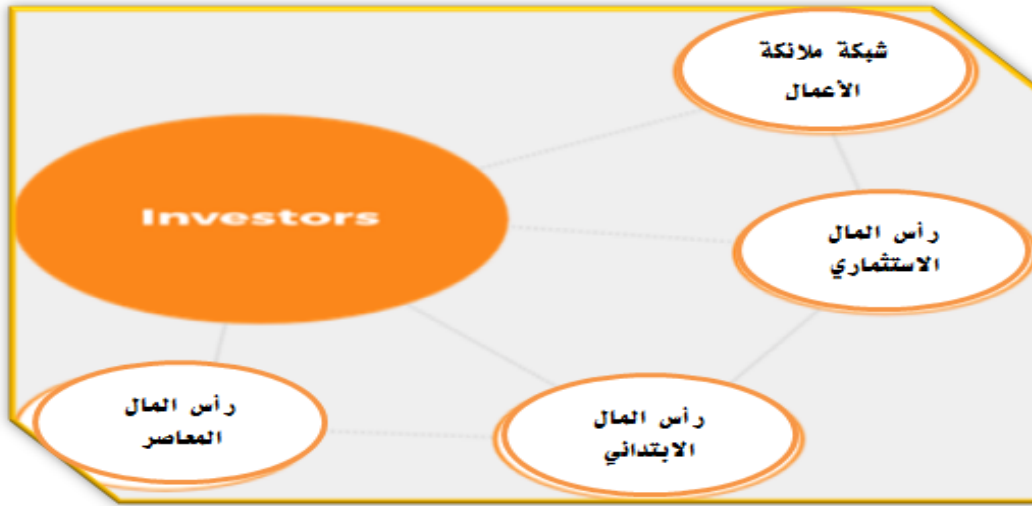 شبكة ملائكة
الأعمال
Investors
رأس المال
الاستثماري
رأس المال
الابتدائي
رأس المال
المعاصر